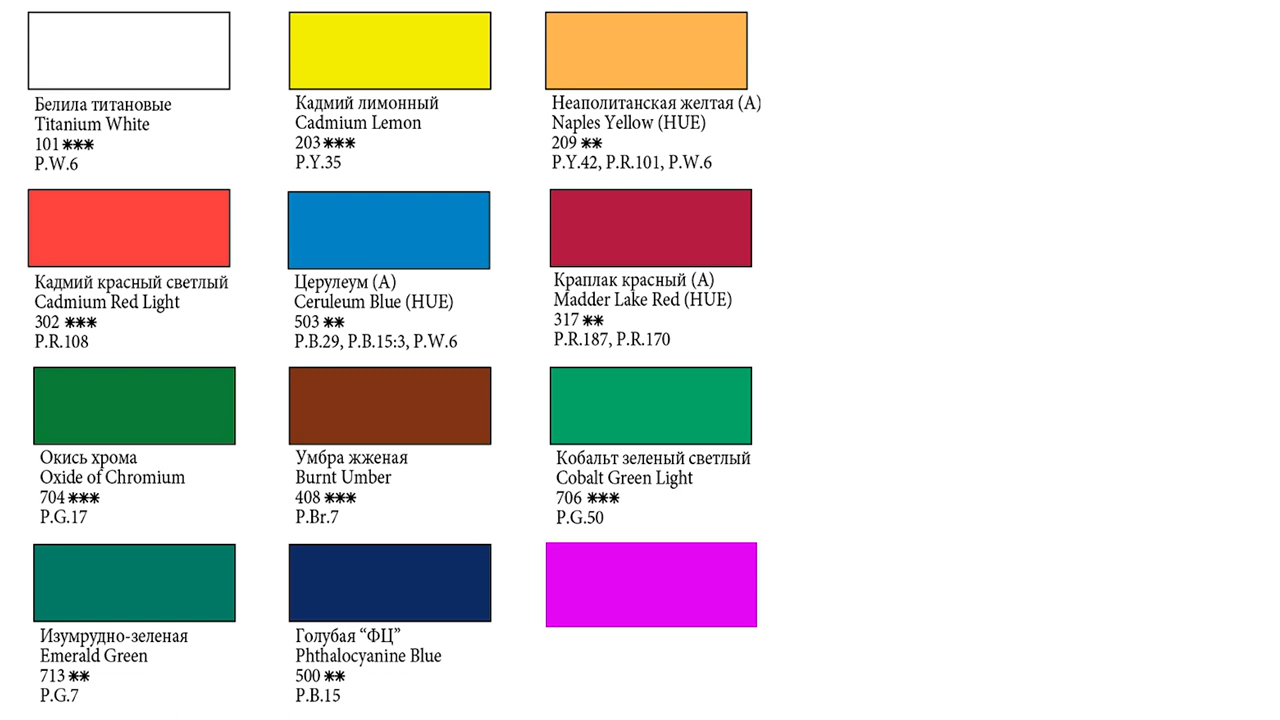 Белила титановые
Titanium White
101 ✱✱✱
P.W.6
Кадмий лимонный
Cadmium Lemon
203 ✱✱✱
P.Y.35
Неаполитанская желтая (А)
Naples Yellow (HUE)
209 ✱✱
P.Y.42, P.R.101, P.W.6
Кадмий красный светлый
Cadmium Red Light
302 ✱✱✱
P.R.108
Церулеум (А)
Ceruleum Blue (HUE)
503 ✱✱
P.B.29, P.B.15:3, P.W.6
Краплак красный (А)
Madder Lake Red (HUE)
317 ✱✱
P.R.187, P.R.170
Окись хрома
Oxide of Chromium
704 ✱✱✱
P.G.17
Умбра жженая
Burnt Umber
408 ✱✱✱
P.Br.7
Кобальт зеленый светлый
Cobalt Green Light
706 ✱✱✱
P.G.50
Изумрудно-зеленая
Emerald Green
713 ✱✱
P.G.7
Голубая “ФЦ”
Phthalocyanine Blue
500 ✱✱
P.B.15